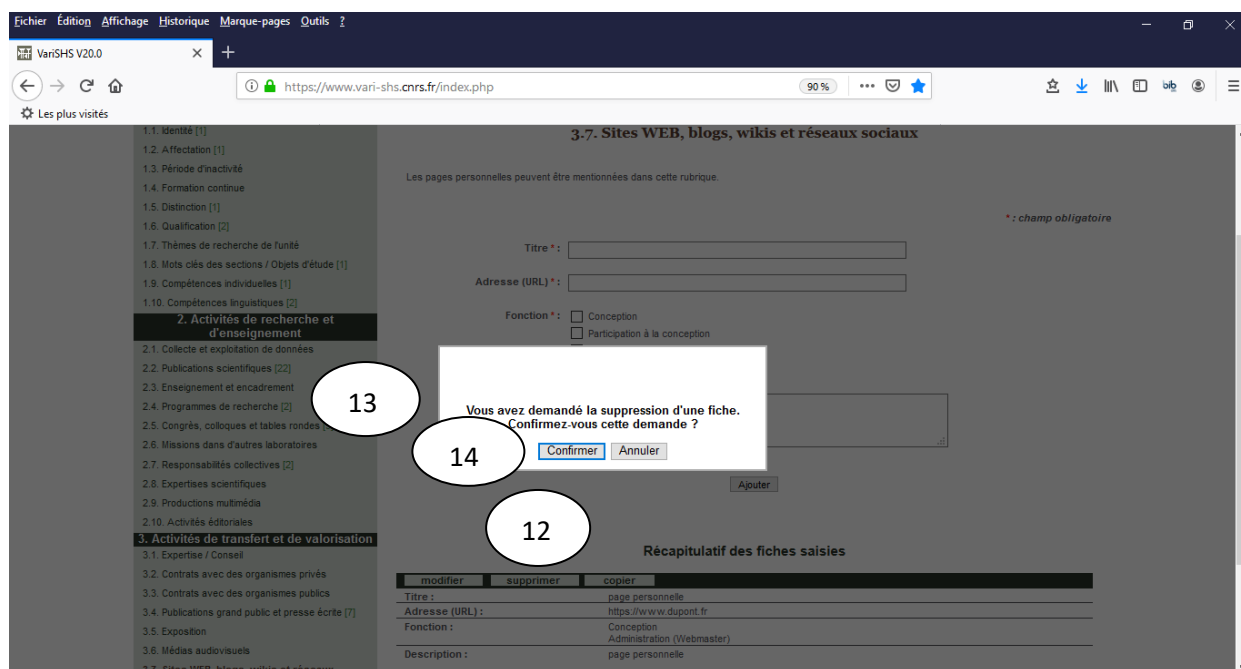 Fichier Édition Affichage Historique Marque-pages Outils ?
VariSHS V20.0
https://www.vari-shs.cnrs.fr/index.php
90 %
Les plus visités
1.1. Identité [1]
1.2. Affectation [1]
1.3. Période d'inactivité
1.4. Formation continue
1.5. Distinction [1]
1.6. Qualification [2]
1.7. Thèmes de recherche de l'unité
1.8. Mots clés des sections / Objets d'étude [1]
1.9. Compétences individuelles [1]
1.10. Compétences linguistiques [2]
2. Activités de recherche et
d'enseignement
2.1. Collecte et exploitation de données
2.2. Publications scientifiques [22]
2.3. Enseignement et encadrement
2.4. Programmes de recherche [2]
2.5. Congrès, colloques et tables rondes
2.6. Missions dans d'autres laboratoires
2.7. Responsabilités collectives [2]
2.8. Expertises scientifiques
2.9. Productions multimédia
2.10. Activités éditoriales
3. Activités de transfert et de valorisation
3.1. Expertise / Conseil
3.2. Contrats avec des organismes privés
3.3. Contrats avec des organismes publics
3.4. Publications grand public et presse écrite [7]
3.5. Exposition
3.6. Médias audiovisuels
3.7. Sites WEB, blogs, wikis et réseaux
3.7. Sites WEB, blogs, wikis et réseaux sociaux
Les pages personnelles peuvent être mentionnées dans cette rubrique.
* : champ obligatoire
Titre * :
Adresse (URL) * :
Fonction * :
Conception
Participation à la conception
13
Vous avez demandé la suppression d'une fiche.
Confirmez-vous cette demande ?
14
Confirmer Annuler
Ajouter
12
Récapitulatif des fiches saisies
modifier supprimer copier
Titre : page personnelle
Adresse (URL) : https://www.dupont.fr
Fonction : Conception
Administration (Webmaster)
Description : page personnelle